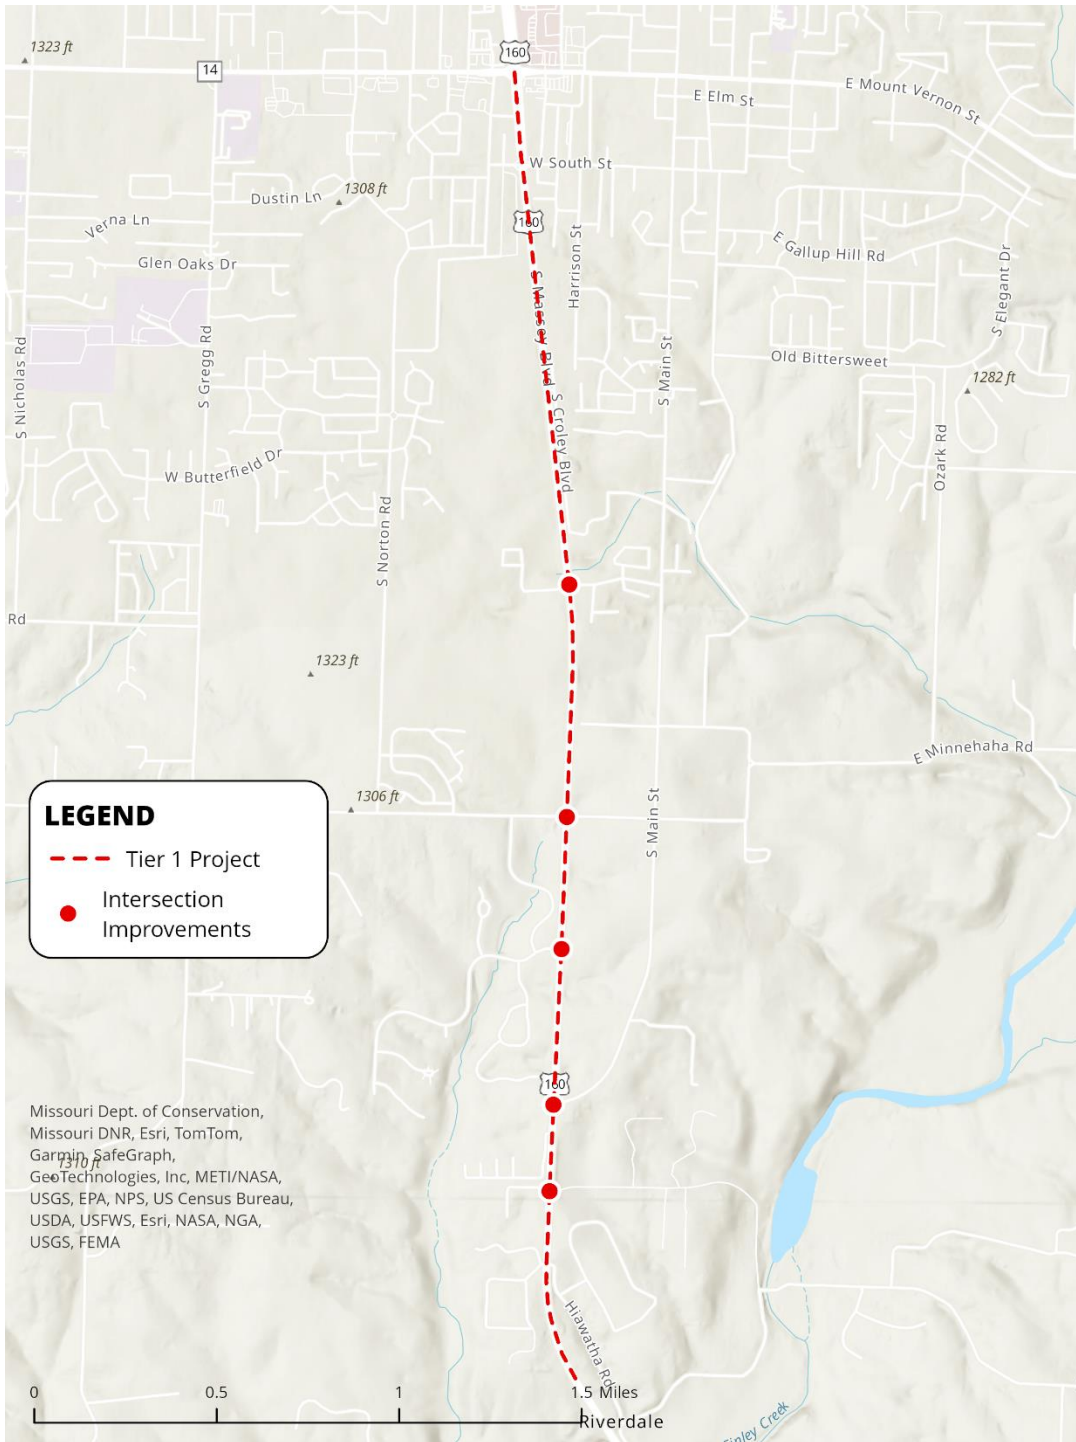 1323 ft
160
14
E Elm St
E Mount Vernon St
W South St
Dustin Ln
1308 ft
Verna Ln
160
Harrison St
E Gallup Hill Rd
Glen Oaks Dr
S Elegant Dr
S Massey Blvd
S Nicholas Rd
S Gregg Rd
S Main St
Old Bittersweet
1282 ft
S Croley Blvd
Ozark Rd
W Butterfield Dr
S Norton Rd
Rd
1323 ft
E Minnehaha Rd
1306 ft
S Main St
LEGEND
Tier 1 Project
Intersection
Improvements
160
Missouri Dept. of Conservation,
Missouri DNR, Esri, TomTom,
Garmin, SafeGraph,
1310 ft
GeoTechnologies, Inc, METI/NASA,
USGS, EPA, NPS, US Census Bureau,
USDA, USFWS, Esri, NASA, NGA,
USGS, FEMA
Hiawatha Rd
0
0.5
1
1.5 Miles
Riverdale
Finley Creek